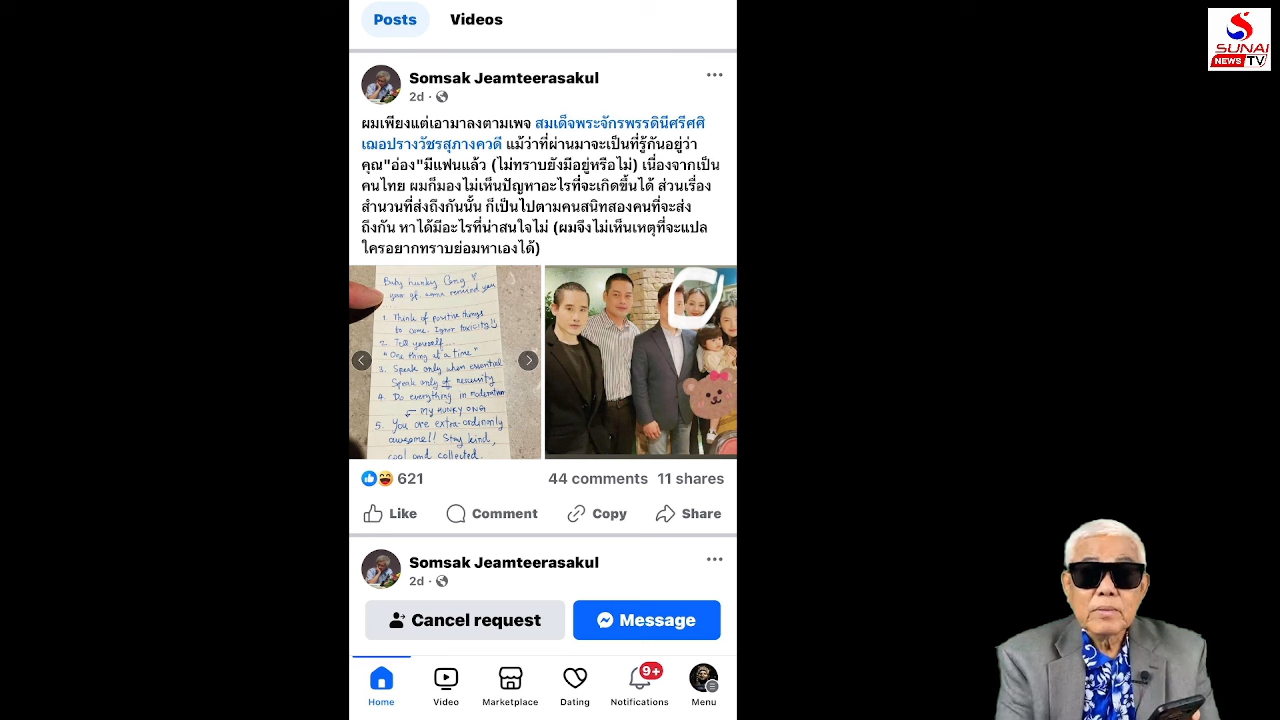 Posts
Videos
SUNAI
NEWS TV
Somsak Jeamteerasakul
2d
ผมเพียงแต่เอามาลงตามเพจ สมเด็จพระจักรพรรดินีศรีศศิ
เฌอปรางวัชรสุภางควดี แม้ว่าที่ผ่านมาจะเป็นที่รู้กันอยู่ว่า
คุณ"อ่อง"มีแฟนแล้ว (ไม่ทราบยังมีอยู่หรือไม่) เนื่องจากเป็น
คนไทย ผมก็มองไม่เห็นปัญหาอะไรที่จะเกิดขึ้นได้ ส่วนเรื่อง
สำนวนที่ส่งถึงกันนั้น ก็เป็นไปตามคนสนิทสองคนที่จะส่ง
ถึงกัน หาได้มีอะไรที่น่าสนใจไม่ (ผมจึงไม่เห็นเหตุที่จะแปล
ใครอยากทราบย่อมหาเองได้)
Baby hunky Ong
your gf. come remind you
1. Think of positive things
to come. Ignor toxicity!!
2. Tell yourself...
"One thing at a time"
3. Speak only when essential
Speak only of necessity
4. Do everything in moderation
MY HUNKY ONG
5. You are extra-ordinarily
awesome!! Stay kind,
cool and collected.
621
44 comments 11 shares
Like
Comment
Copy
Share
Somsak Jeamteerasakul
2d
Cancel request
Message
9+
Home
Video
Marketplace
Dating
Notifications
Menu